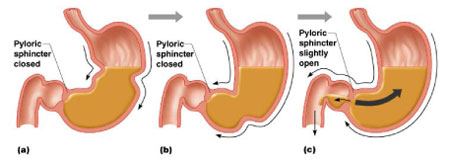 Pyloric
sphincter
closed
Pyloric
sphincter
closed
Pyloric
sphincter
slightly
open
(a)
(b)
(c)